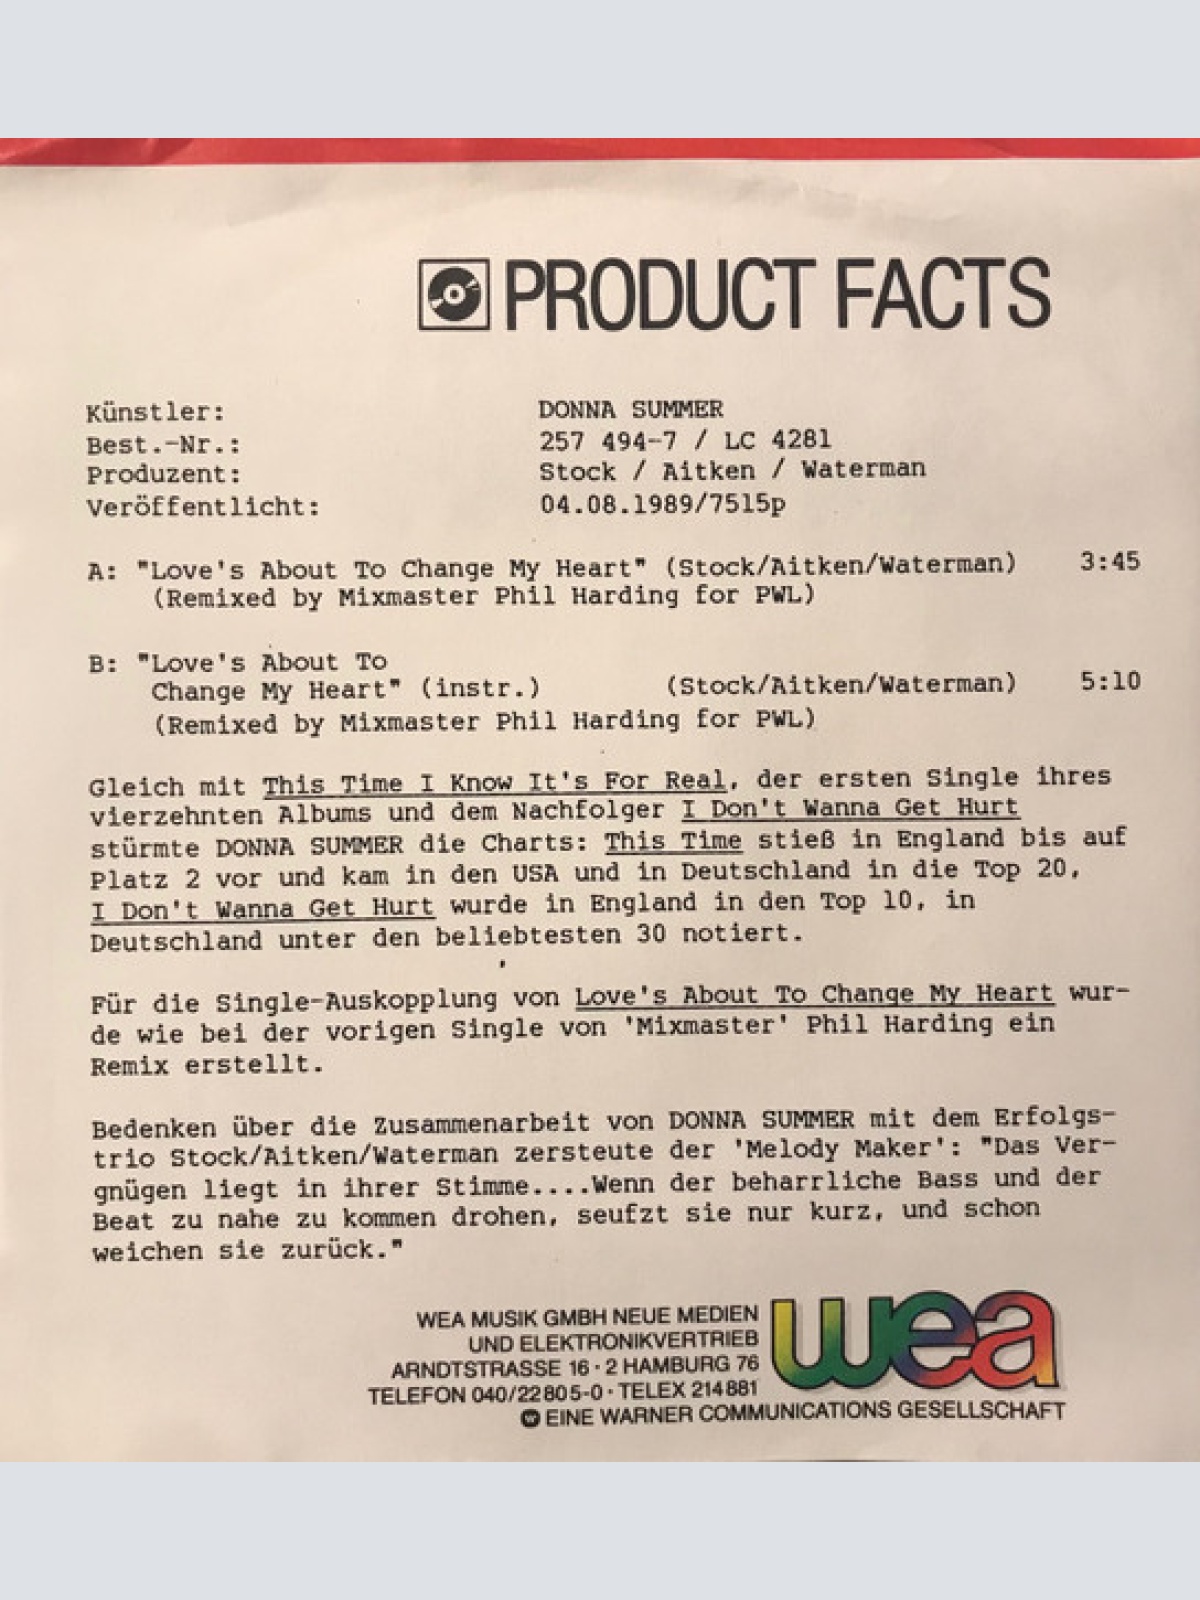 PRODUCT FACTS
Künstler: DONNA SUMMER
Best.-Nr.: 257 494-7 / LC 4281
Produzent: Stock / Aitken / Waterman
Veröffentlicht: 04.08.1989/7515p
A: "Love's About To Change My Heart" (Stock/Aitken/Waterman) 3:45
(Remixed by Mixmaster Phil Harding for PWL)
B: "Love's About To
Change My Heart" (instr.) (Stock/Aitken/Waterman) 5:10
(Remixed by Mixmaster Phil Harding for PWL)
Gleich mit This Time I Know It's For Real, der ersten Single ihres
vierzehnten Albums und dem Nachfolger I Don't Wanna Get Hurt
stürmte DONNA SUMMER die Charts: This Time stieß in England bis auf
Platz 2 vor und kam in den USA und in Deutschland in die Top 20,
I Don't Wanna Get Hurt wurde in England in den Top 10, in
Deutschland unter den beliebtesten 30 notiert.
Für die Single-Auskopplung von Love's About To Change My Heart wur-
de wie bei der vorigen Single von 'Mixmaster' Phil Harding ein
Remix erstellt.
Bedenken über die Zusammenarbeit von DONNA SUMMER mit dem Erfolgs-
trio Stock/Aitken/Waterman zersteute der 'Melody Maker': "Das Ver-
gnügen liegt in ihrer Stimme....Wenn der beharrliche Bass und der
Beat zu nahe zu kommen drohen, seufzt sie nur kurz, und schon
weichen sie zurück."
WEA MUSIK GMBH NEUE MEDIEN
UND ELEKTRONIKVERTRIEB
ARNDTSTRASSE 16 · 2 HAMBURG 76
TELEFON 040/22805-0 · TELEX 214881
wea
EINE WARNER COMMUNICATIONS GESELLSCHAFT